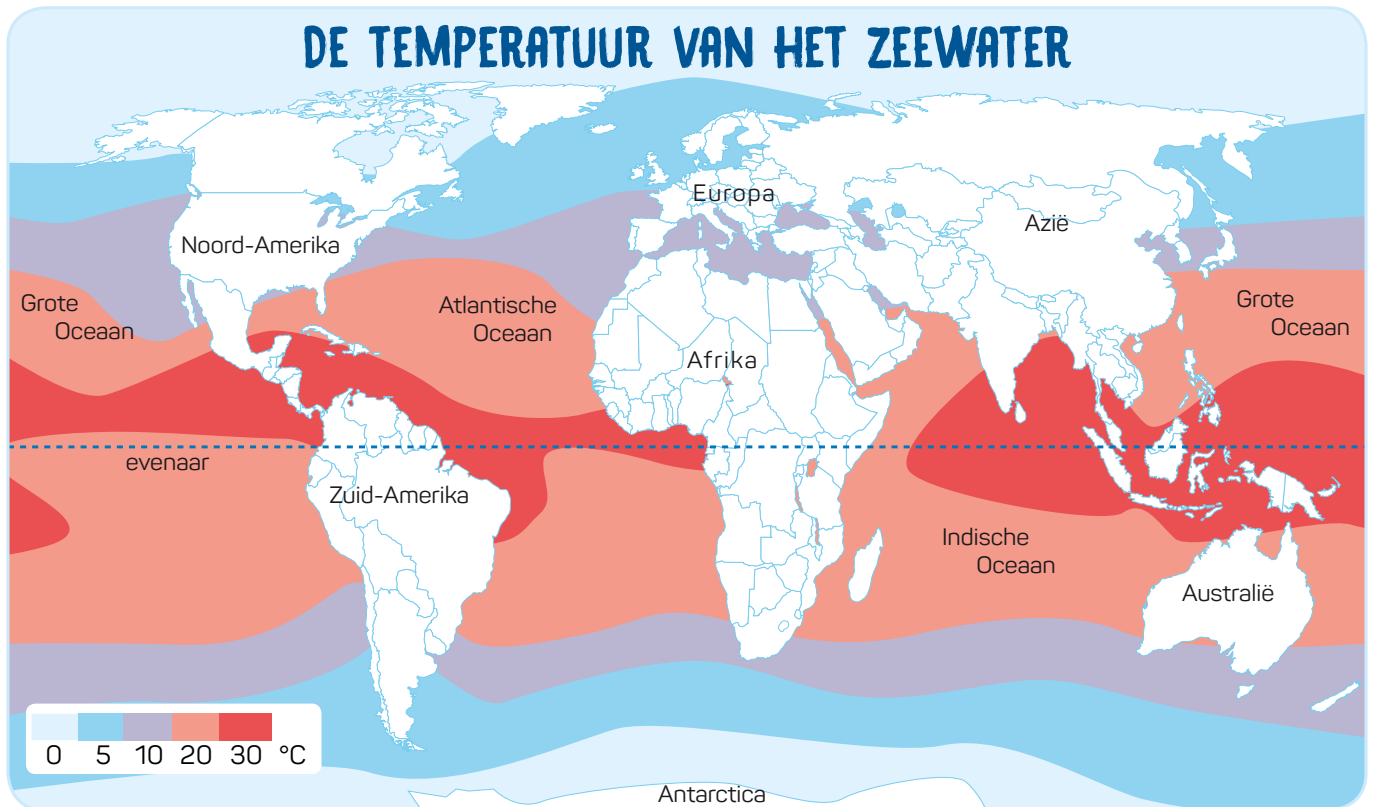 DE TEMPERATUUR VAN HET ZEEWATER
Europa
Azië
Noord-Amerika
Grote
Oceaan
Atlantische
Oceaan
Grote
Oceaan
Afrika
evenaar
Zuid-Amerika
Indische
Oceaan
Australië
0 5 10 20 30 °C
Antarctica